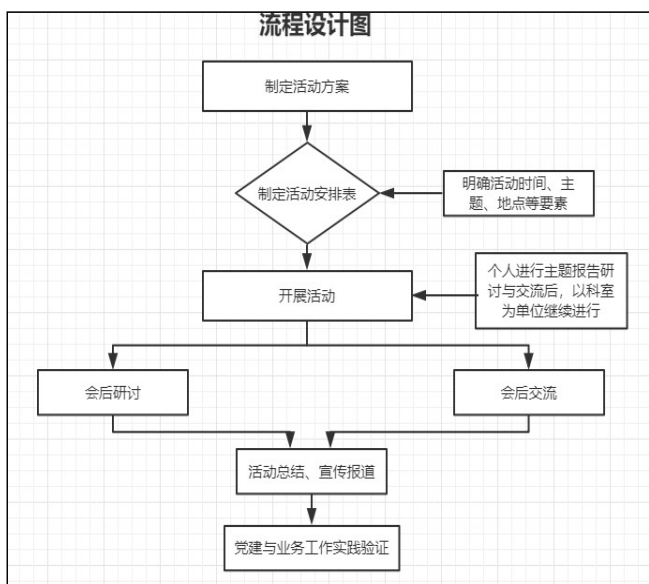 流程设计图
制定活动方案
制定活动安排表
明确活动时间、主
题、地点等要素
开展活动
个人进行主题报告研
讨与交流后，以科室
为单位继续进行
会后研讨
会后交流
活动总结、宣传报道
党建与业务工作实践验证